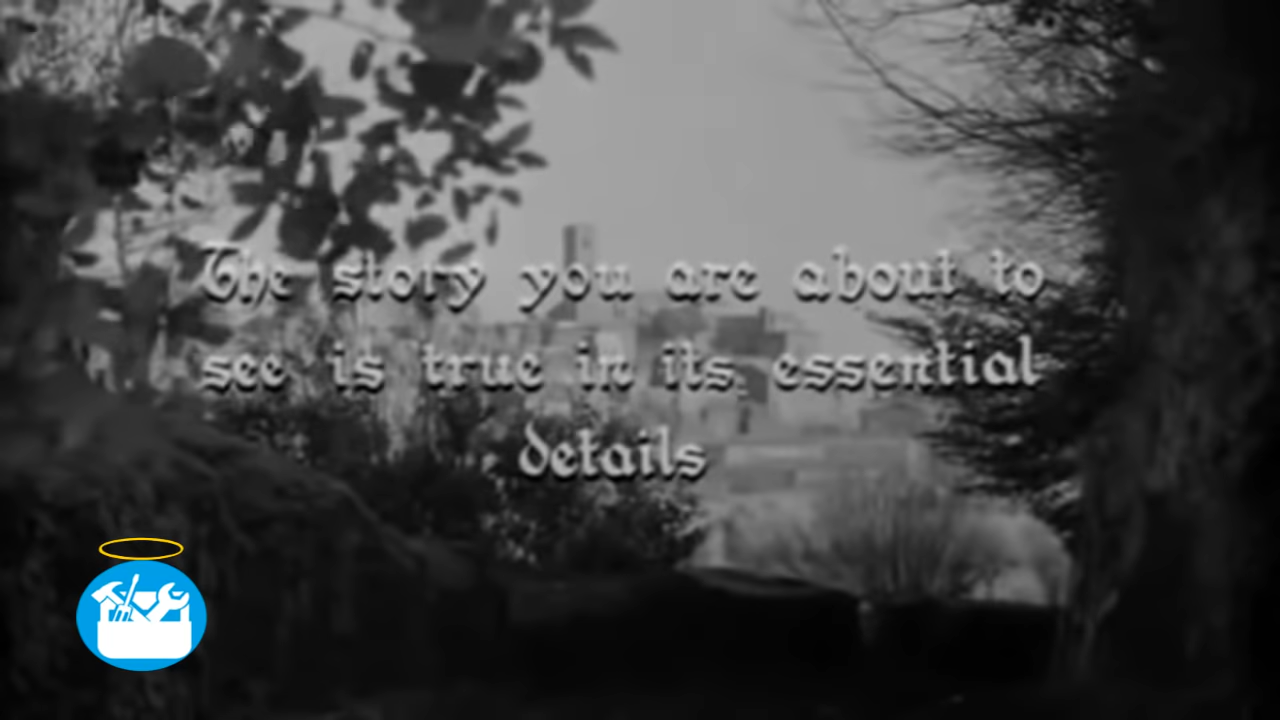 The story you are about to
see is true in its essential
details